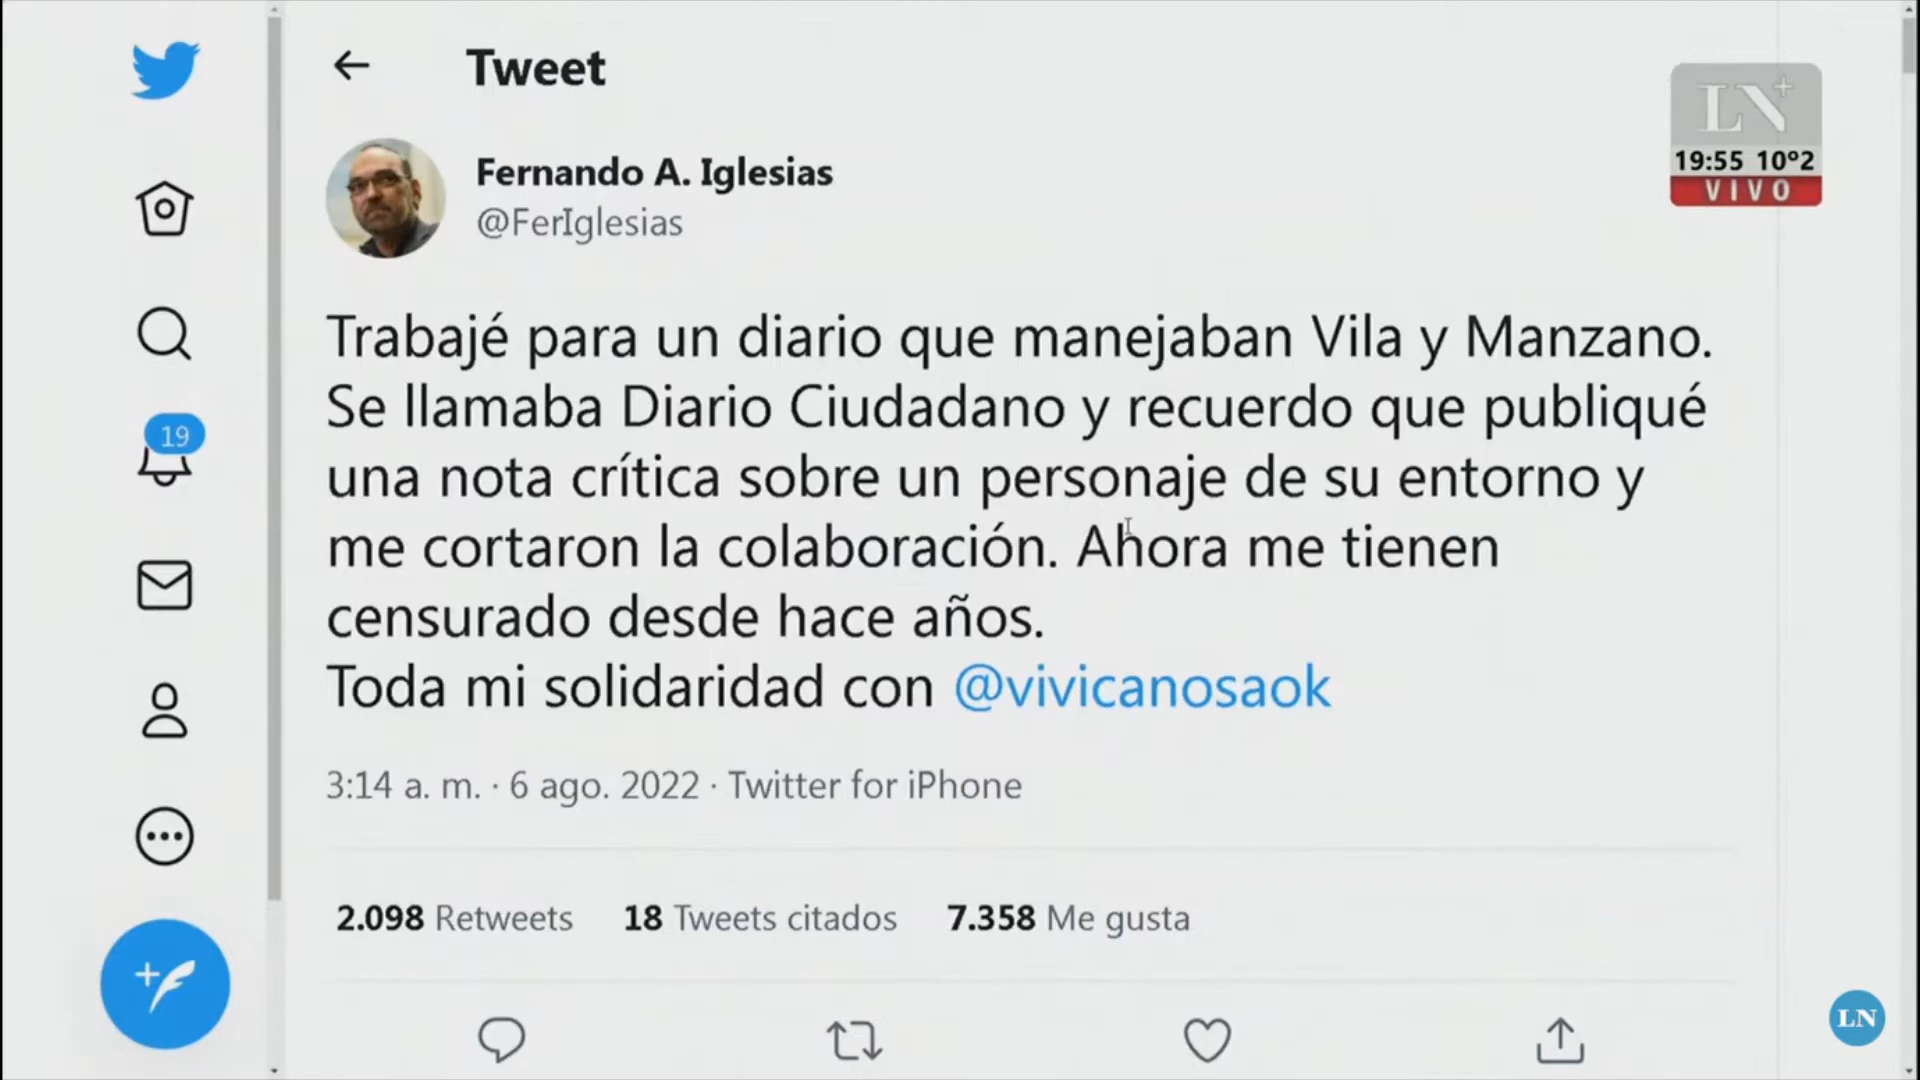 Tweet
LN+
19:55 10º2
VIVO
Fernando A. Iglesias
@FerIglesias
Trabajé para un diario que manejaban Vila y Manzano.
Se llamaba Diario Ciudadano y recuerdo que publiqué
una nota crítica sobre un personaje de su entorno y
me cortaron la colaboración. Ahora me tienen
censurado desde hace años.
Toda mi solidaridad con @vivicanosaok
3:14 a. m. · 6 ago. 2022 · Twitter for iPhone
2.098 Retweets 18 Tweets citados 7.358 Me gusta
19
LN